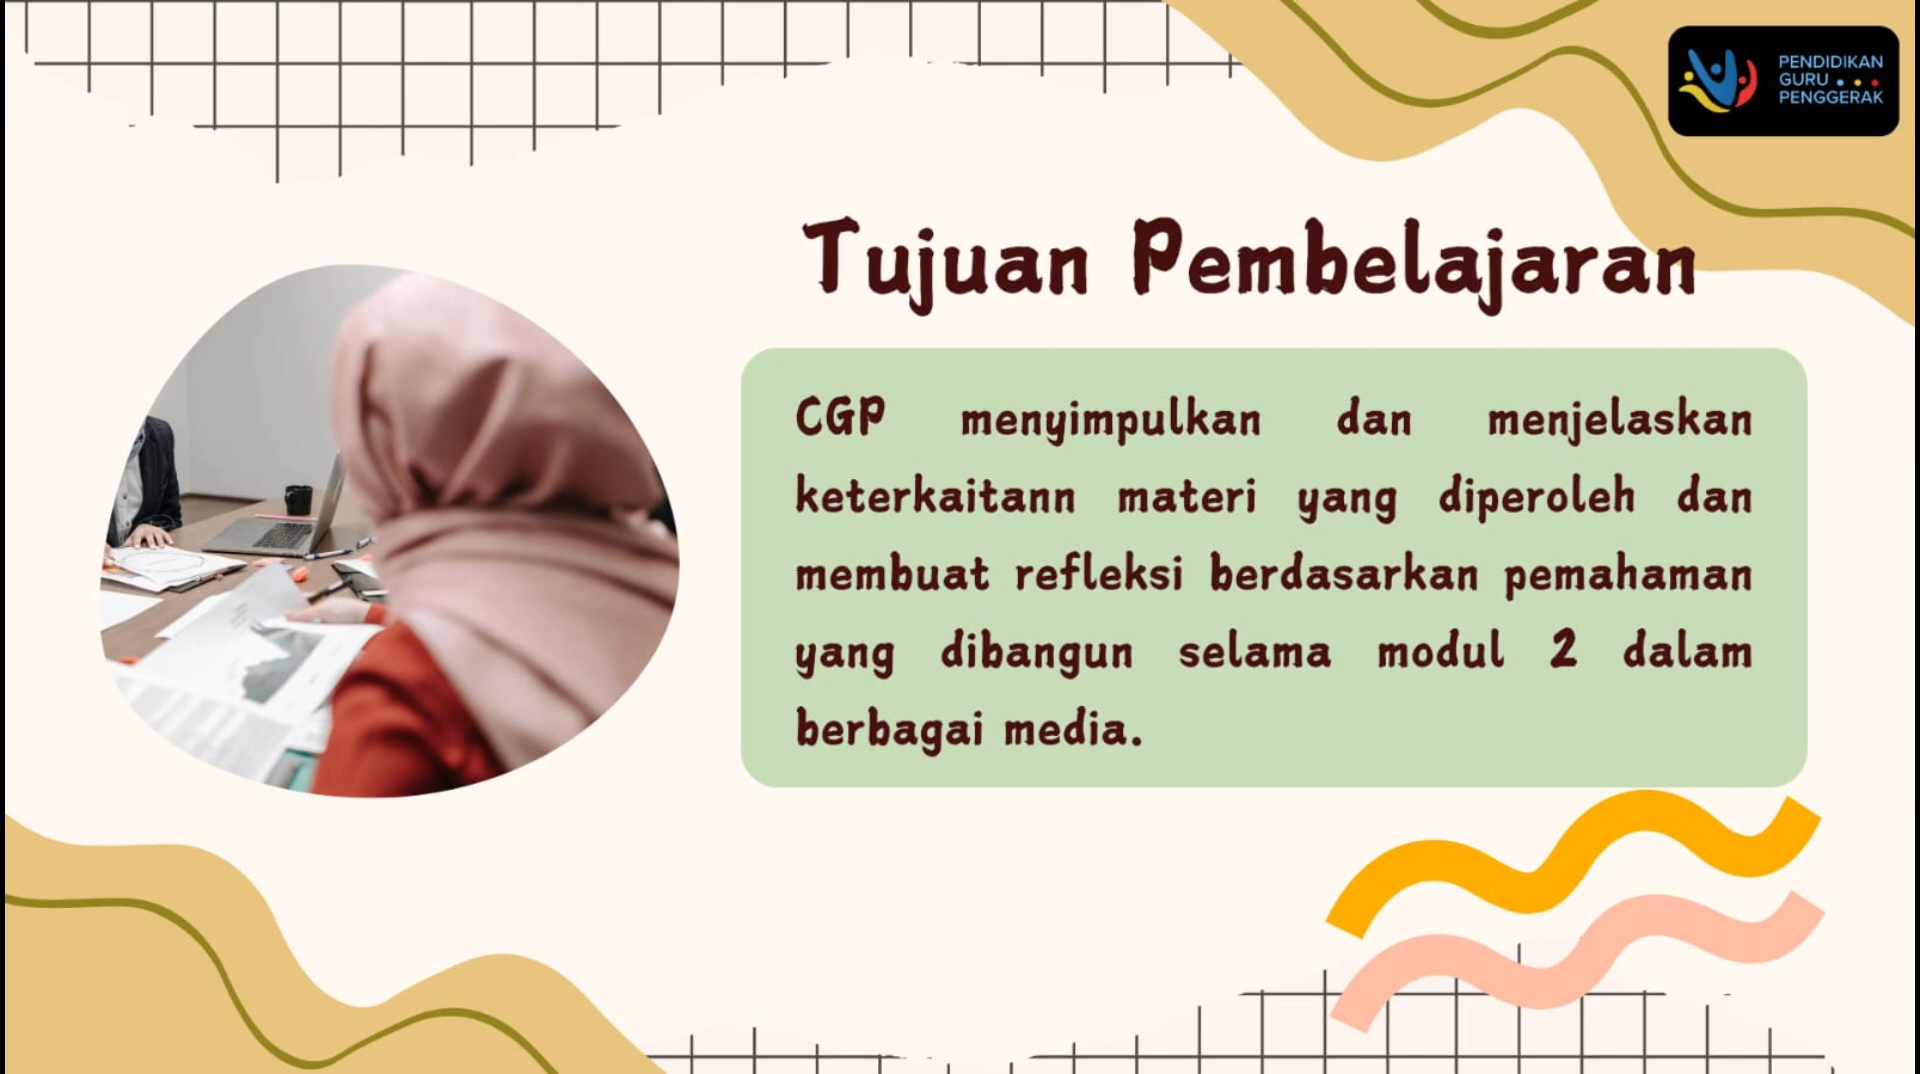 PENDIDIKAN
GURU
PENGGERAK
Tujuan Pembelajaran
CGP menyimpulkan dan menjelaskan
keterkaitann materi yang diperoleh dan
membuat refleksi berdasarkan pemahaman
yang dibangun selama modul 2 dalam
berbagai media.